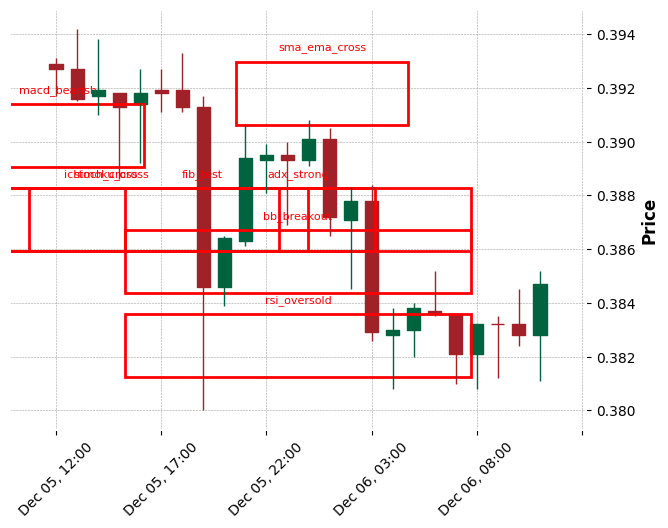 sma_ema_cross
macd_bearish
stoch_cross
fib_test
adx_strong
bb_breakout
rsi_oversold
0.394
0.392
0.390
0.388
0.386
0.384
0.382
0.380
Price
Dec 05, 12:00
Dec 05, 17:00
Dec 05, 22:00
Dec 06, 03:00
Dec 06, 08:00